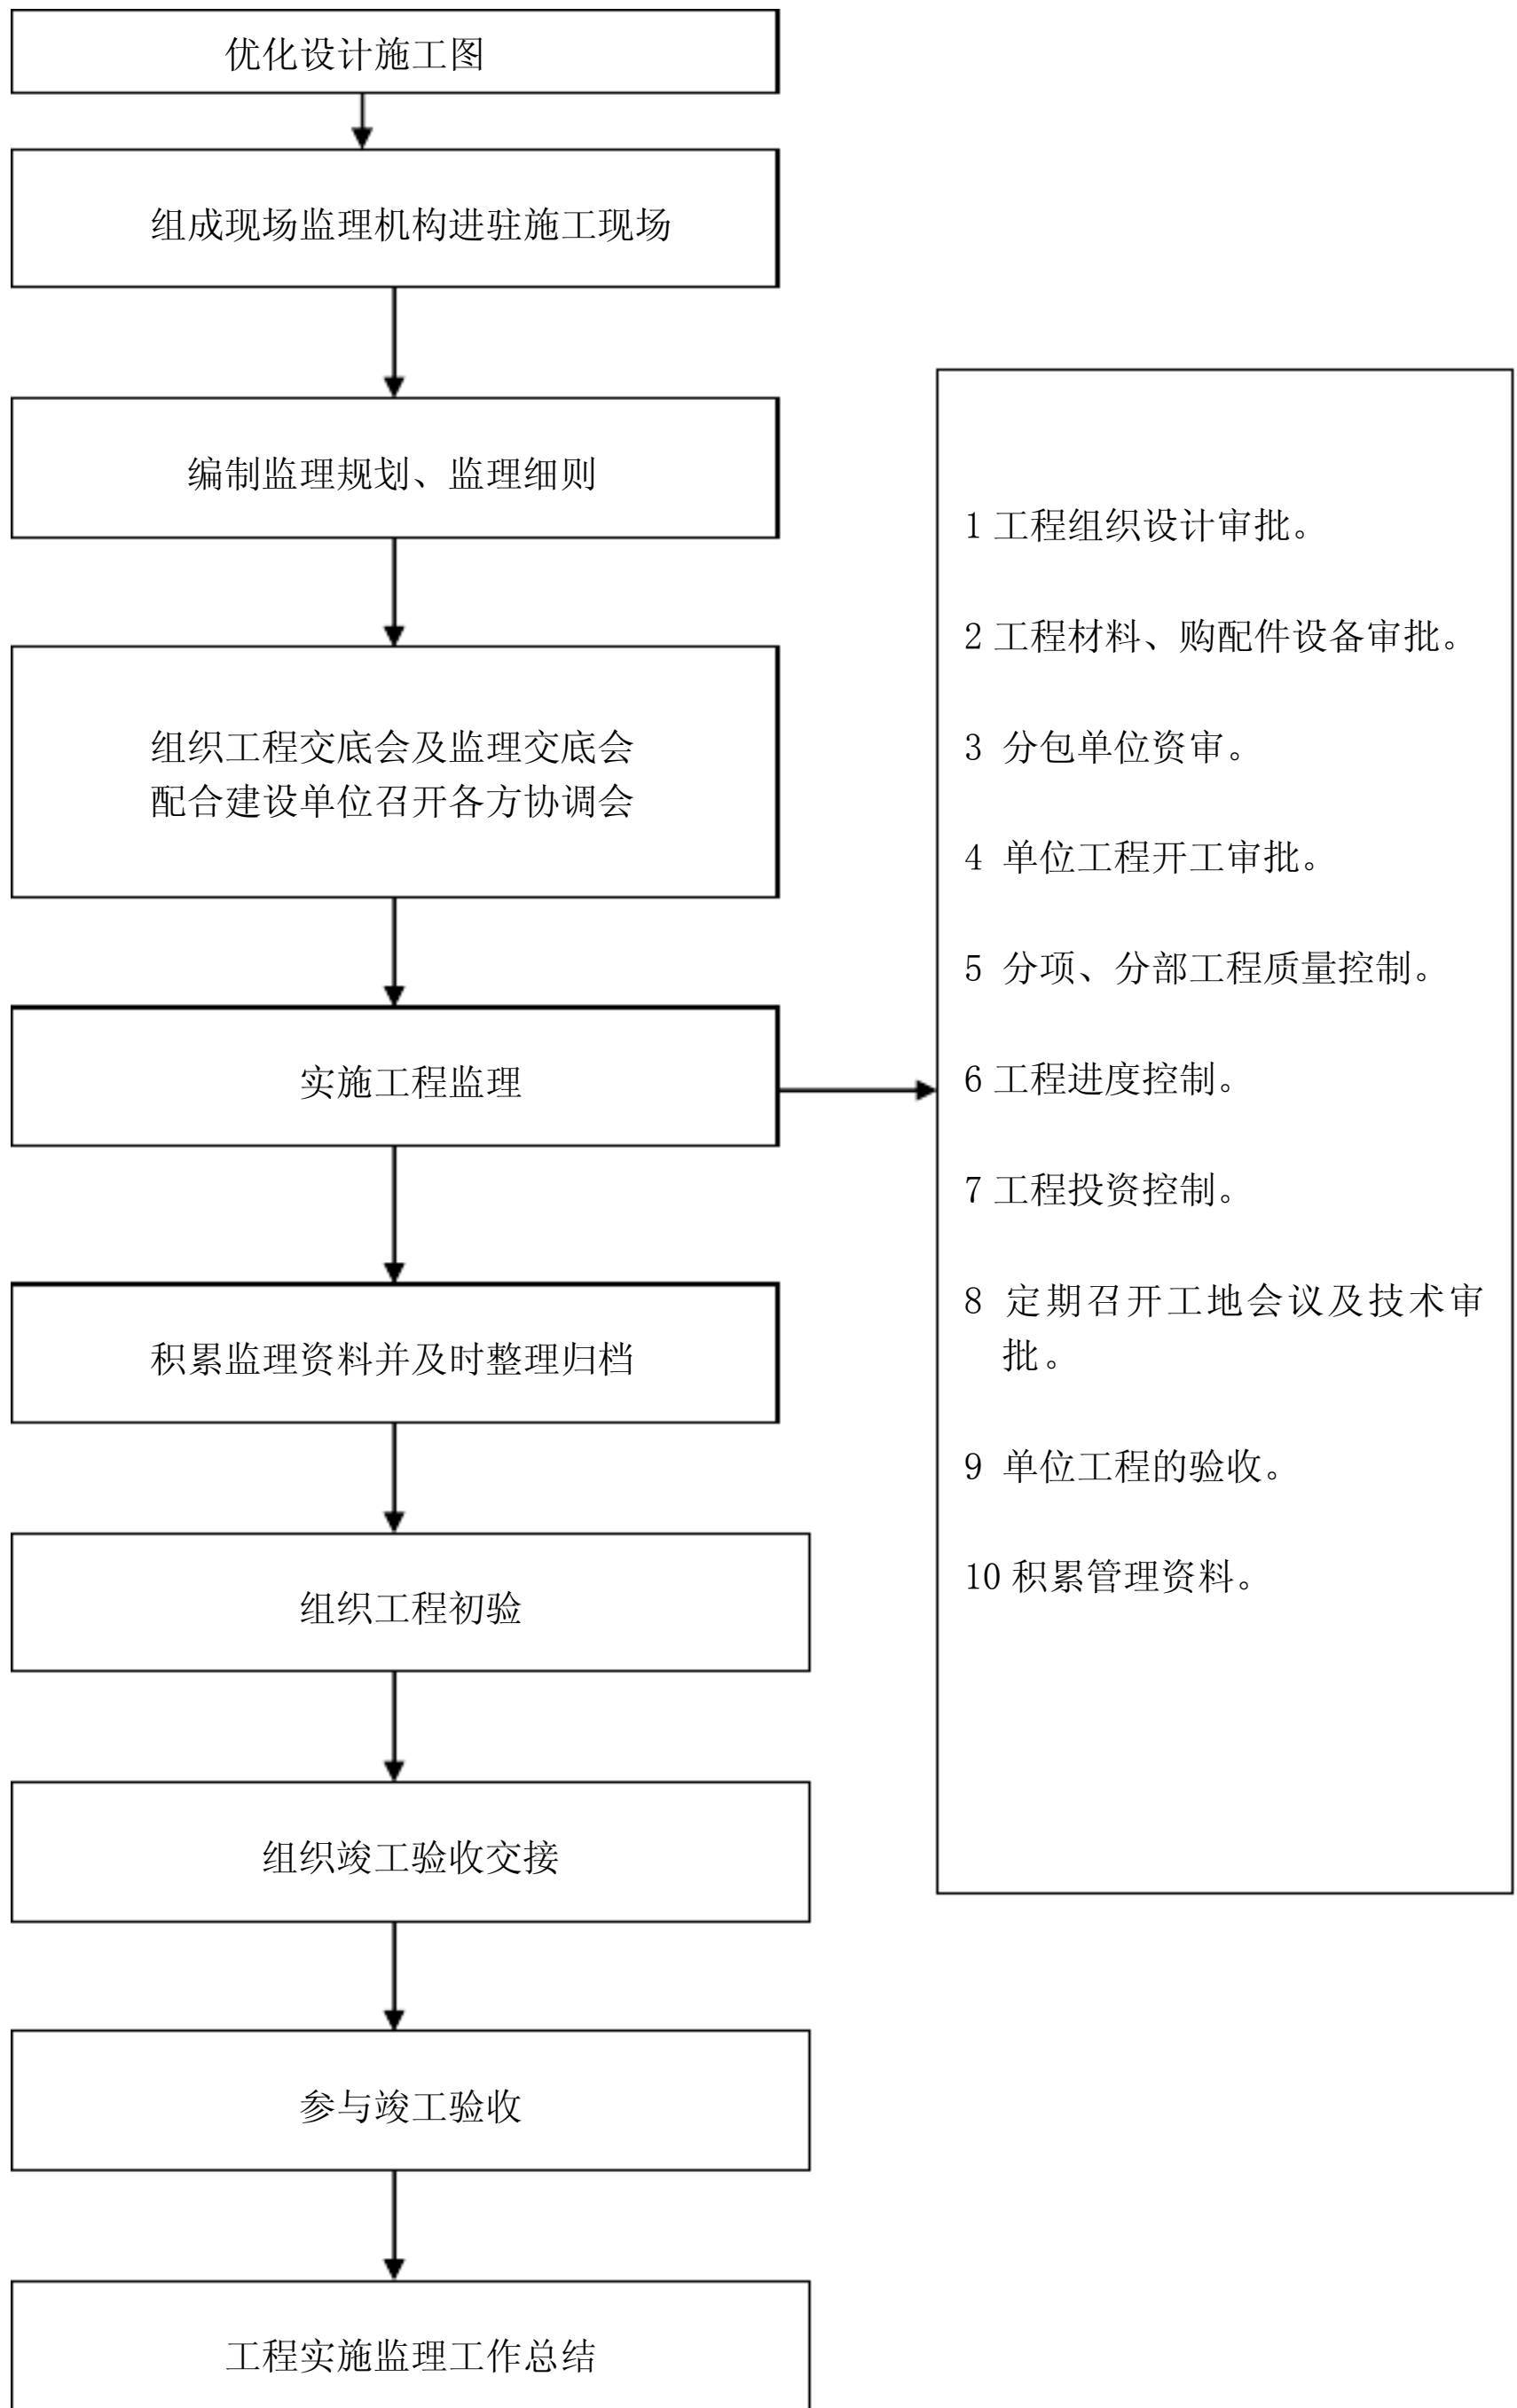 优化设计施工图
组成现场监理机构进驻施工现场
编制监理规划、监理细则
组织工程交底会及监理交底会
配合建设单位召开各方协调会
实施工程监理
积累监理资料并及时整理归档
组织工程初验
组织竣工验收交接
参与竣工验收
工程实施监理工作总结
1 工程组织设计审批。
2 工程材料、购配件设备审批。
3 分包单位资审。
4 单位工程开工审批。
5 分项、分部工程质量控制。
6 工程进度控制。
7 工程投资控制。
8 定期召开工地会议及技术审
批。
9 单位工程的验收。
10 积累管理资料。